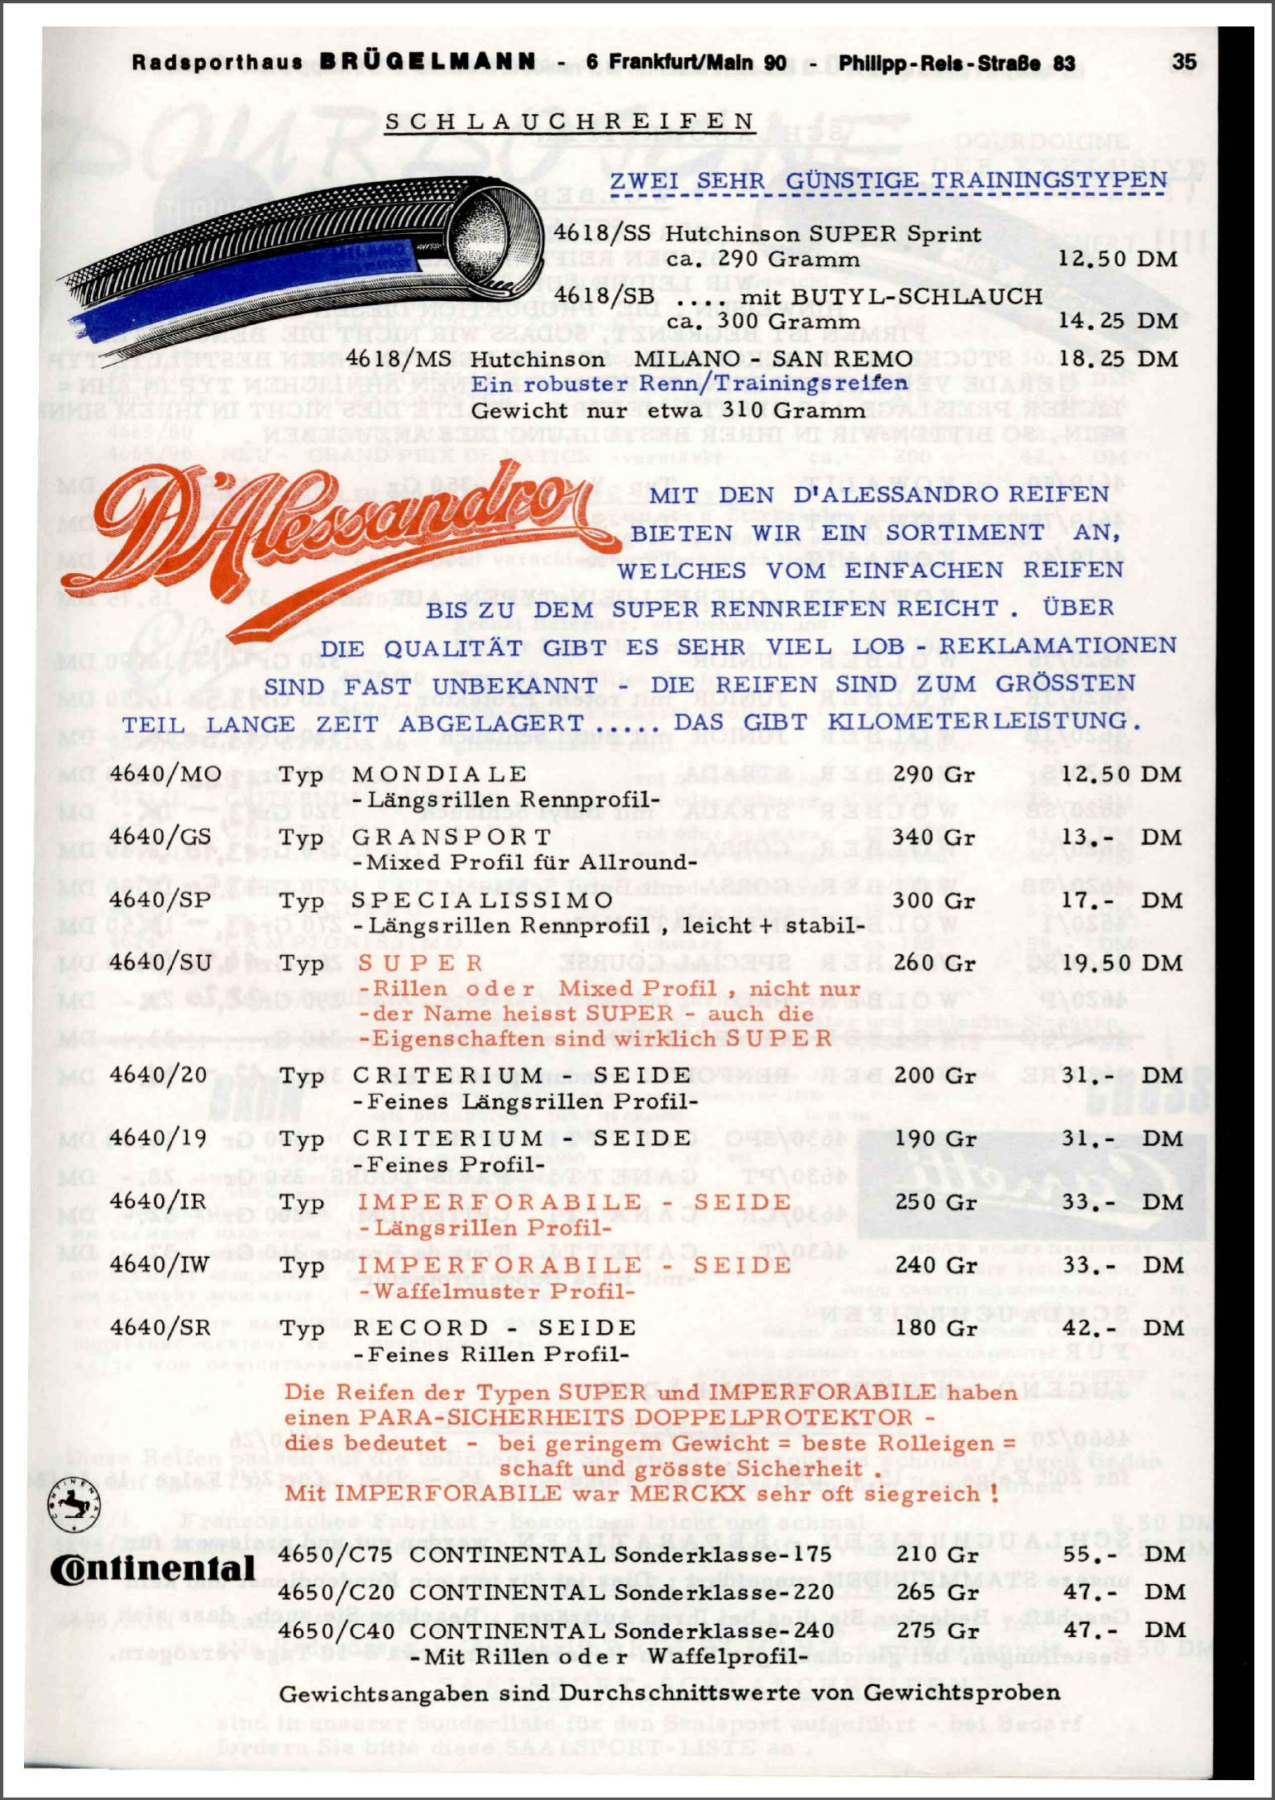 Radsporthaus BRÜGELMANN - 6 Frankfurt/Main 90 - Philipp-Reis-Straße 83 35
SCHLAUCHREIFEN
ZWEI SEHR GÜNSTIGE TRAININGSTYPEN
4618/SS Hutchinson SUPER Sprint
ca. 290 Gramm 12.50 DM
4618/SB .... mit BUTYL-SCHLAUCH
ca. 300 Gramm 14.25 DM
4618/MS Hutchinson MILANO - SAN REMO 18.25 DM
Ein robuster Renn/Trainingsreifen
Gewicht nur etwa 310 Gramm
D'Alessandro
MIT DEN D'ALESSANDRO REIFEN
BIETEN WIR EIN SORTIMENT AN,
WELCHES VOM EINFACHEN REIFEN
BIS ZU DEM SUPER RENNREIFEN REICHT . ÜBER
DIE QUALITÄT GIBT ES SEHR VIEL LOB - REKLAMATIONEN
SIND FAST UNBEKANNT - DIE REIFEN SIND ZUM GRÖSSTEN
TEIL LANGE ZEIT ABGELAGERT ..... DAS GIBT KILOMETERLEISTUNG.
4640/MO Typ MONDIALE 290 Gr 12.50 DM
-Längsrillen Rennprofil-
4640/GS Typ GRANSPORT 340 Gr 13.- DM
-Mixed Profil für Allround-
4640/SP Typ SPECIALISSIMO 300 Gr 17.- DM
-Längsrillen Rennprofil , leicht + stabil-
4640/SU Typ SUPER 260 Gr 19.50 DM
-Rillen oder Mixed Profil , nicht nur
-der Name heisst SUPER - auch die
-Eigenschaften sind wirklich SUPER
4640/20 Typ CRITERIUM - SEIDE 200 Gr 31.- DM
-Feines Längsrillen Profil-
4640/19 Typ CRITERIUM - SEIDE 190 Gr 31.- DM
-Feines Profil-
4640/IR Typ IMPERFORABILE - SEIDE 250 Gr 33.- DM
-Längsrillen Profil-
4640/IW Typ IMPERFORABILE - SEIDE 240 Gr 33.- DM
-Waffelmuster Profil-
4640/SR Typ RECORD - SEIDE 180 Gr 42.- DM
-Feines Rillen Profil-
Die Reifen der Typen SUPER und IMPERFORABILE haben
einen PARA-SICHERHEITS DOPPELPROTEKTOR -
dies bedeutet - bei geringem Gewicht = beste Rolleigen =
schaft und grösste Sicherheit .
Mit IMPERFORABILE war MERCKX sehr oft siegreich !
CONTINENTAL
Continental
4650/C75 CONTINENTAL Sonderklasse-175 210 Gr 55.- DM
4650/C20 CONTINENTAL Sonderklasse-220 265 Gr 47.- DM
4650/C40 CONTINENTAL Sonderklasse-240 275 Gr 47.- DM
-Mit Rillen oder Waffelprofil-
Gewichtsangaben sind Durchschnittswerte von Gewichtsproben